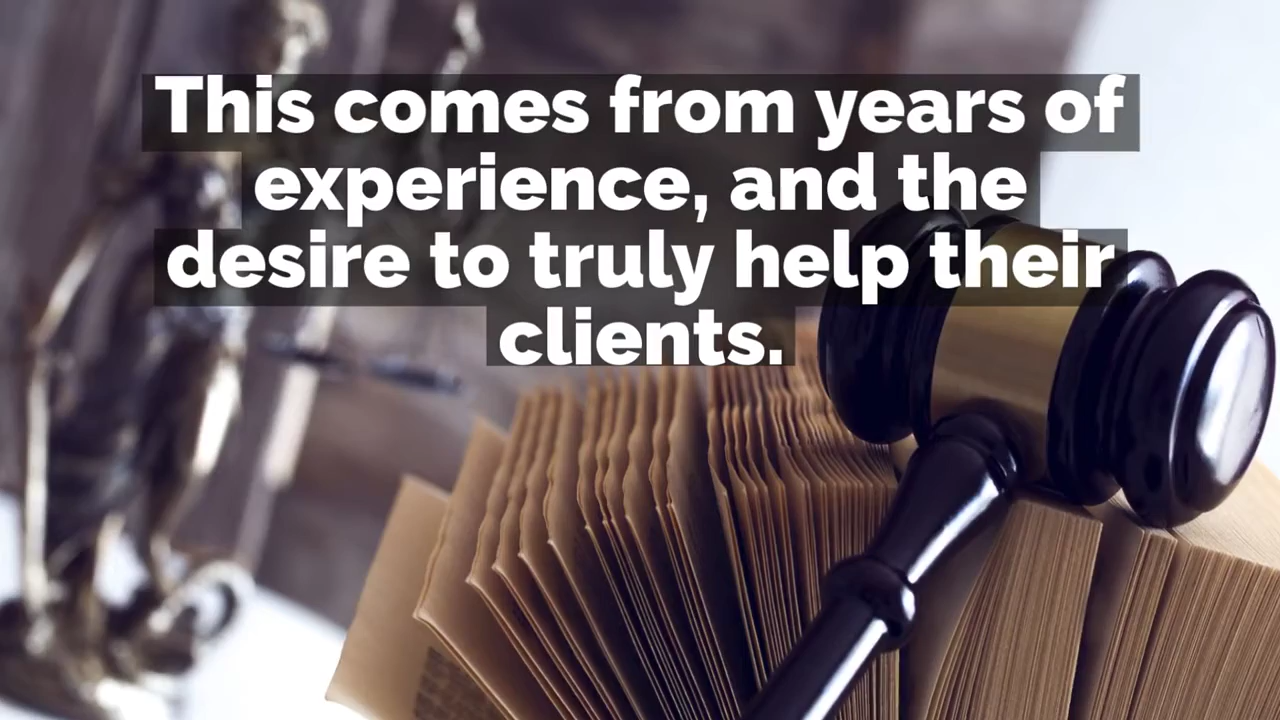 This comes from years of
experience, and the
desire to truly help their
clients.